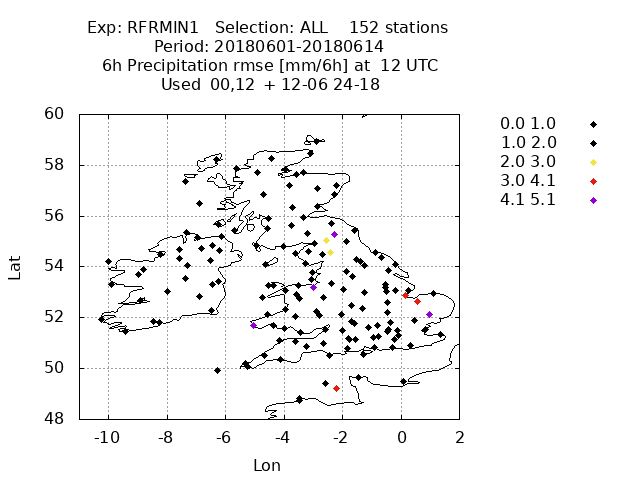 Exp: RFRMIN1 Selection: ALL 152 stations
Period: 20180601-20180614
6h Precipitation rmse [mm/6h] at 12 UTC
Used 00,12 + 12-06 24-18
0.0 1.0
1.0 2.0
2.0 3.0
3.0 4.1
4.1 5.1
60
58
56
54
52
50
48
Lat
-10 -8 -6 -4 -2 0 2
Lon